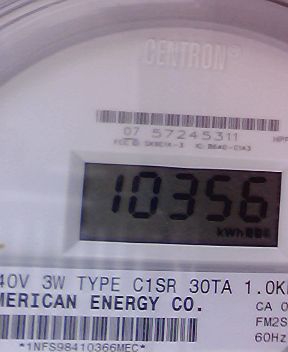 CENTRON®
07 57245311
10356
kWh
40V 3W TYPE C1SR 30TA 1.0K
MERICAN ENERGY CO.
CA 0
FM2S
60Hz
*1NFS98410366MEC*